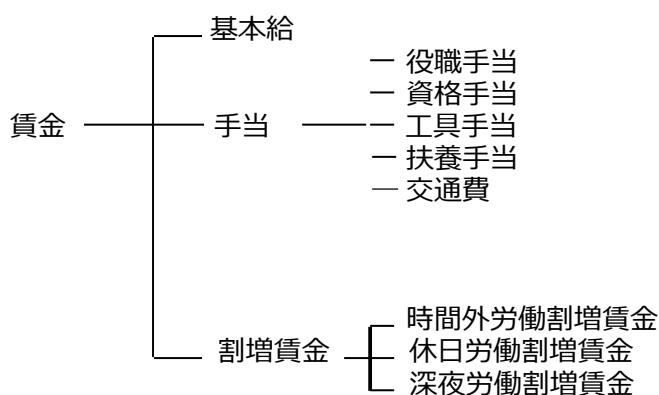 基本給
役職手当
資格手当
賃金
手当
工具手当
扶養手当
交通費
時間外労働割増賃金
割増賃金
休日労働割増賃金
深夜労働割増賃金